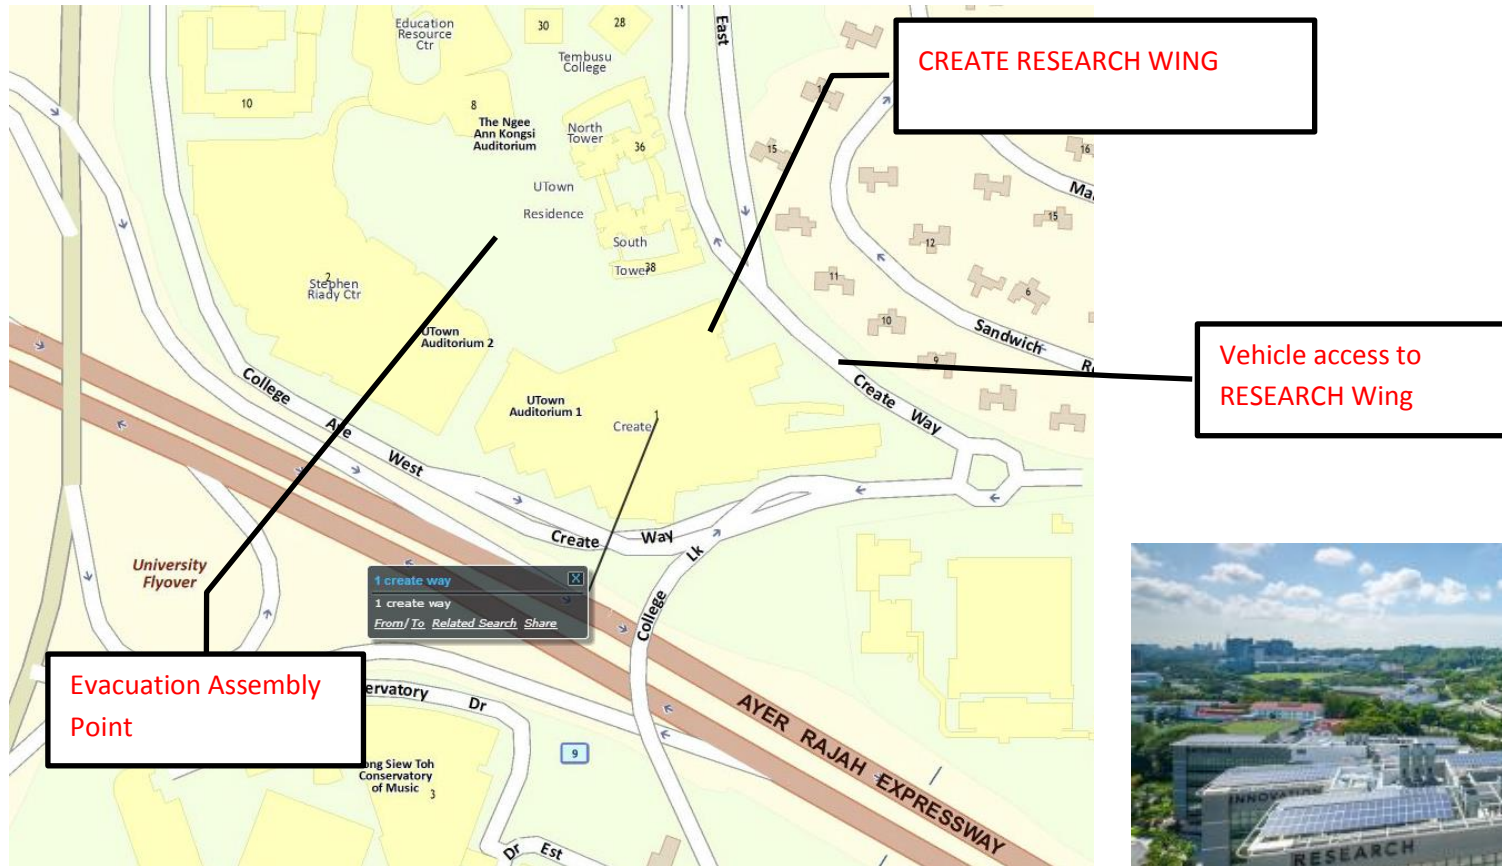 CREATE RESEARCH WING
Vehicle access to
RESEARCH Wing
Evacuation Assembly
Point
Education
Resource
Ctr
30
28
Tembusu
College
East
10
8
The Ngee
Ann Kongsi
Auditorium
North
Tower
36
UTown
Residence
South
Tower
38
15
16
15
12
11
6
10
9
Sandwich
2
Stephen
Riady Ctr
UTown
Auditorium 2
UTown
Auditorium 1
1
Create
College
Ave
West
Create
Way
Create
Way
College
Lk
University
Flyover
1 create way
X
1 create way
From/ To Related Search Share
ervatory
Dr
AYER RAJAH EXPRESSWAY
9
ong Siew Toh
Conservatory
of Music
3
Dr
Est
INNOVATION
RESEARCH